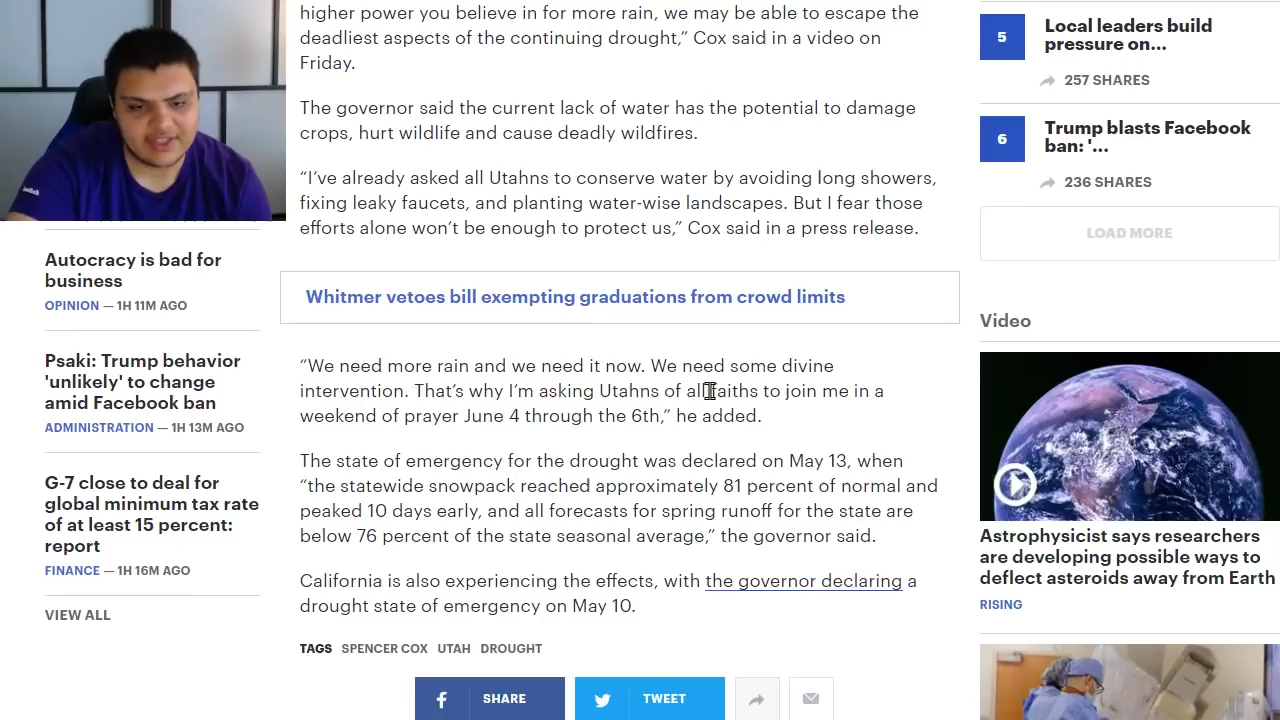 higher power you believe in for more rain, we may be able to escape the
deadliest aspects of the continuing drought,” Cox said in a video on
Friday.
The governor said the current lack of water has the potential to damage
crops, hurt wildlife and cause deadly wildfires.
“I’ve already asked all Utahns to conserve water by avoiding long showers,
fixing leaky faucets, and planting water-wise landscapes. But I fear those
efforts alone won’t be enough to protect us,” Cox said in a press release.
Whitmer vetoes bill exempting graduations from crowd limits
“We need more rain and we need it now. We need some divine
intervention. That’s why I’m asking Utahns of all faiths to join me in a
weekend of prayer June 4 through the 6th,” he added.
The state of emergency for the drought was declared on May 13, when
“the statewide snowpack reached approximately 81 percent of normal and
peaked 10 days early, and all forecasts for spring runoff for the state are
below 76 percent of the state seasonal average,” the governor said.
California is also experiencing the effects, with the governor declaring a
drought state of emergency on May 10.
TAGS SPENCER COX UTAH DROUGHT
SHARE
TWEET
Autocracy is bad for
business
OPINION — 1H 11M AGO
Psaki: Trump behavior
'unlikely' to change
amid Facebook ban
ADMINISTRATION — 1H 13M AGO
G-7 close to deal for
global minimum tax rate
of at least 15 percent:
report
FINANCE — 1H 16M AGO
VIEW ALL
5
Local leaders build
pressure on...
257 SHARES
6
Trump blasts Facebook
ban: '...
236 SHARES
LOAD MORE
Video
Astrophysicist says researchers
are developing possible ways to
deflect asteroids away from Earth
RISING